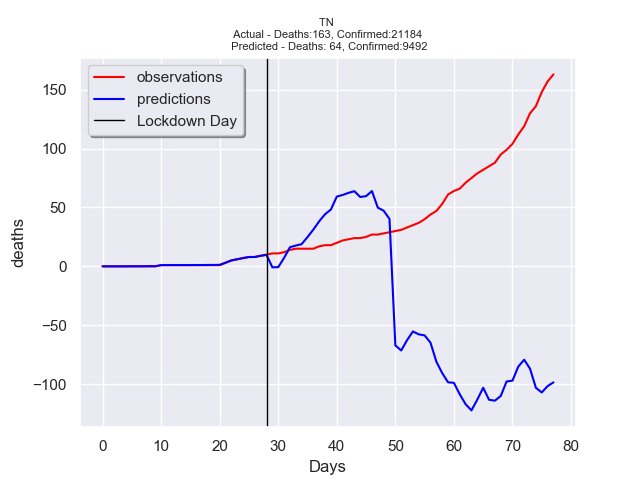 TN
Actual - Deaths:163, Confirmed:21184
Predicted - Deaths: 64, Confirmed:9492
observations
predictions
Lockdown Day
150
100
50
0
−50
−100
deaths
0 10 20 30 40 50 60 70 80
Days